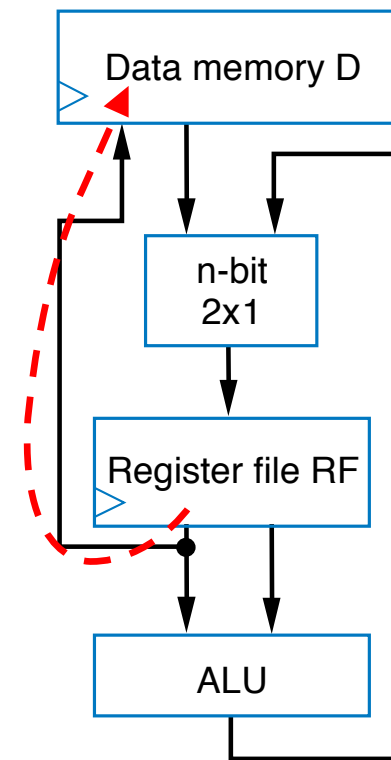 Data memory D
n-bit
2x1
Register file RF
ALU